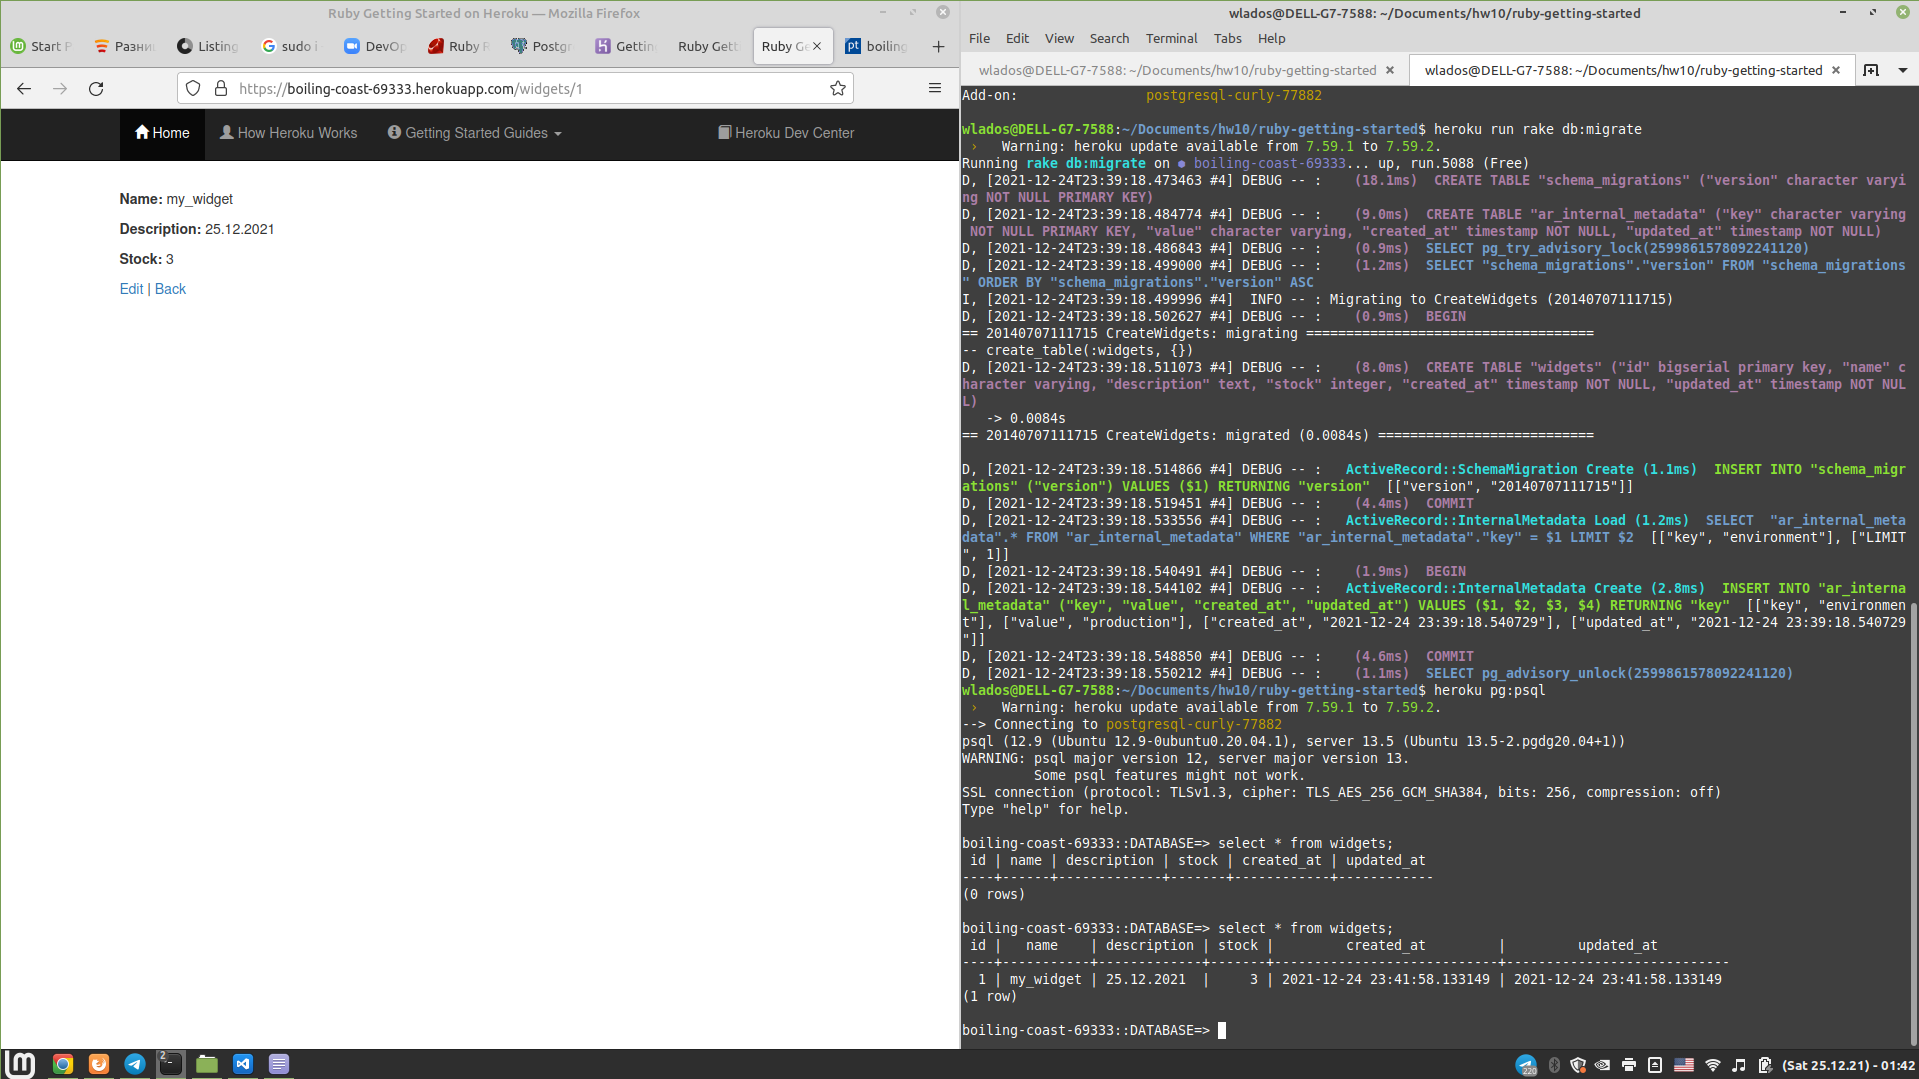 Ruby Getting Started on Heroku — Mozilla Firefox
Start P
Разни
Listing
sudo i
DevOp
Ruby R
Postgr
Gettin
Ruby Gett
Ruby Ge
boiling
https://boiling-coast-69333.herokuapp.com/widgets/1
Home
How Heroku Works
Getting Started Guides
Heroku Dev Center
Name: my_widget
Description: 25.12.2021
Stock: 3
Edit | Back
wlados@DELL-G7-7588: ~/Documents/hw10/ruby-getting-started
File Edit View Search Terminal Tabs Help
wlados@DELL-G7-7588: ~/Documents/hw10/ruby-getting-started
wlados@DELL-G7-7588: ~/Documents/hw10/ruby-getting-started
Add-on:                postgresql-curly-77882
wlados@DELL-G7-7588:~/Documents/hw10/ruby-getting-started$ heroku run rake db:migrate
 ›   Warning: heroku update available from 7.59.1 to 7.59.2.
Running rake db:migrate on ⬢ boiling-coast-69333... up, run.5088 (Free)
D, [2021-12-24T23:39:18.473463 #4] DEBUG -- :    (18.1ms)  CREATE TABLE "schema_migrations" ("version" character varyi
ng NOT NULL PRIMARY KEY)
D, [2021-12-24T23:39:18.484774 #4] DEBUG -- :    (9.0ms)  CREATE TABLE "ar_internal_metadata" ("key" character varying
 NOT NULL PRIMARY KEY, "value" character varying, "created_at" timestamp NOT NULL, "updated_at" timestamp NOT NULL)
D, [2021-12-24T23:39:18.486843 #4] DEBUG -- :    (0.9ms)  SELECT pg_try_advisory_lock(2599861578092241120)
D, [2021-12-24T23:39:18.499000 #4] DEBUG -- :    (1.2ms)  SELECT "schema_migrations"."version" FROM "schema_migrations
" ORDER BY "schema_migrations"."version" ASC
I, [2021-12-24T23:39:18.499996 #4]  INFO -- : Migrating to CreateWidgets (20140707111715)
D, [2021-12-24T23:39:18.502627 #4] DEBUG -- :    (0.9ms)  BEGIN
== 20140707111715 CreateWidgets: migrating ====================================
-- create_table(:widgets, {})
D, [2021-12-24T23:39:18.511073 #4] DEBUG -- :    (8.0ms)  CREATE TABLE "widgets" ("id" bigserial primary key, "name" c
haracter varying, "description" text, "stock" integer, "created_at" timestamp NOT NULL, "updated_at" timestamp NOT NUL
L)
   -> 0.0084s
== 20140707111715 CreateWidgets: migrated (0.0084s) ===========================
D, [2021-12-24T23:39:18.514866 #4] DEBUG -- :   ActiveRecord::SchemaMigration Create (1.1ms)  INSERT INTO "schema_migr
ations" ("version") VALUES ($1) RETURNING "version"  [["version", "20140707111715"]]
D, [2021-12-24T23:39:18.519451 #4] DEBUG -- :    (4.4ms)  COMMIT
D, [2021-12-24T23:39:18.533556 #4] DEBUG -- :   ActiveRecord::InternalMetadata Load (1.2ms)  SELECT  "ar_internal_meta
data".* FROM "ar_internal_metadata" WHERE "ar_internal_metadata"."key" = $1 LIMIT $2  [["key", "environment"], ["LIMIT
", 1]]
D, [2021-12-24T23:39:18.540491 #4] DEBUG -- :    (1.9ms)  BEGIN
D, [2021-12-24T23:39:18.544102 #4] DEBUG -- :   ActiveRecord::InternalMetadata Create (2.8ms)  INSERT INTO "ar_interna
l_metadata" ("key", "value", "created_at", "updated_at") VALUES ($1, $2, $3, $4) RETURNING "key"  [["key", "environmen
t"], ["value", "production"], ["created_at", "2021-12-24 23:39:18.540729"], ["updated_at", "2021-12-24 23:39:18.540729
"]]
D, [2021-12-24T23:39:18.548850 #4] DEBUG -- :    (4.6ms)  COMMIT
D, [2021-12-24T23:39:18.550212 #4] DEBUG -- :    (1.1ms)  SELECT pg_advisory_unlock(2599861578092241120)
wlados@DELL-G7-7588:~/Documents/hw10/ruby-getting-started$ heroku pg:psql
 ›   Warning: heroku update available from 7.59.1 to 7.59.2.
--> Connecting to postgresql-curly-77882
psql (12.9 (Ubuntu 12.9-0ubuntu0.20.04.1), server 13.5 (Ubuntu 13.5-2.pgdg20.04+1))
WARNING: psql major version 12, server major version 13.
         Some psql features might not work.
SSL connection (protocol: TLSv1.3, cipher: TLS_AES_256_GCM_SHA384, bits: 256, compression: off)
Type "help" for help.
boiling-coast-69333::DATABASE=> select * from widgets;
 id | name | description | stock | created_at | updated_at
----+------+-------------+-------+------------+------------
(0 rows)
boiling-coast-69333::DATABASE=> select * from widgets;
 id |   name    | description | stock |         created_at         |         updated_at
----+-----------+-------------+-------+----------------------------+----------------------------
  1 | my_widget | 25.12.2021  |     3 | 2021-12-24 23:41:58.133149 | 2021-12-24 23:41:58.133149
(1 row)
boiling-coast-69333::DATABASE=>
2
220
(Sat 25.12.21) - 01:42